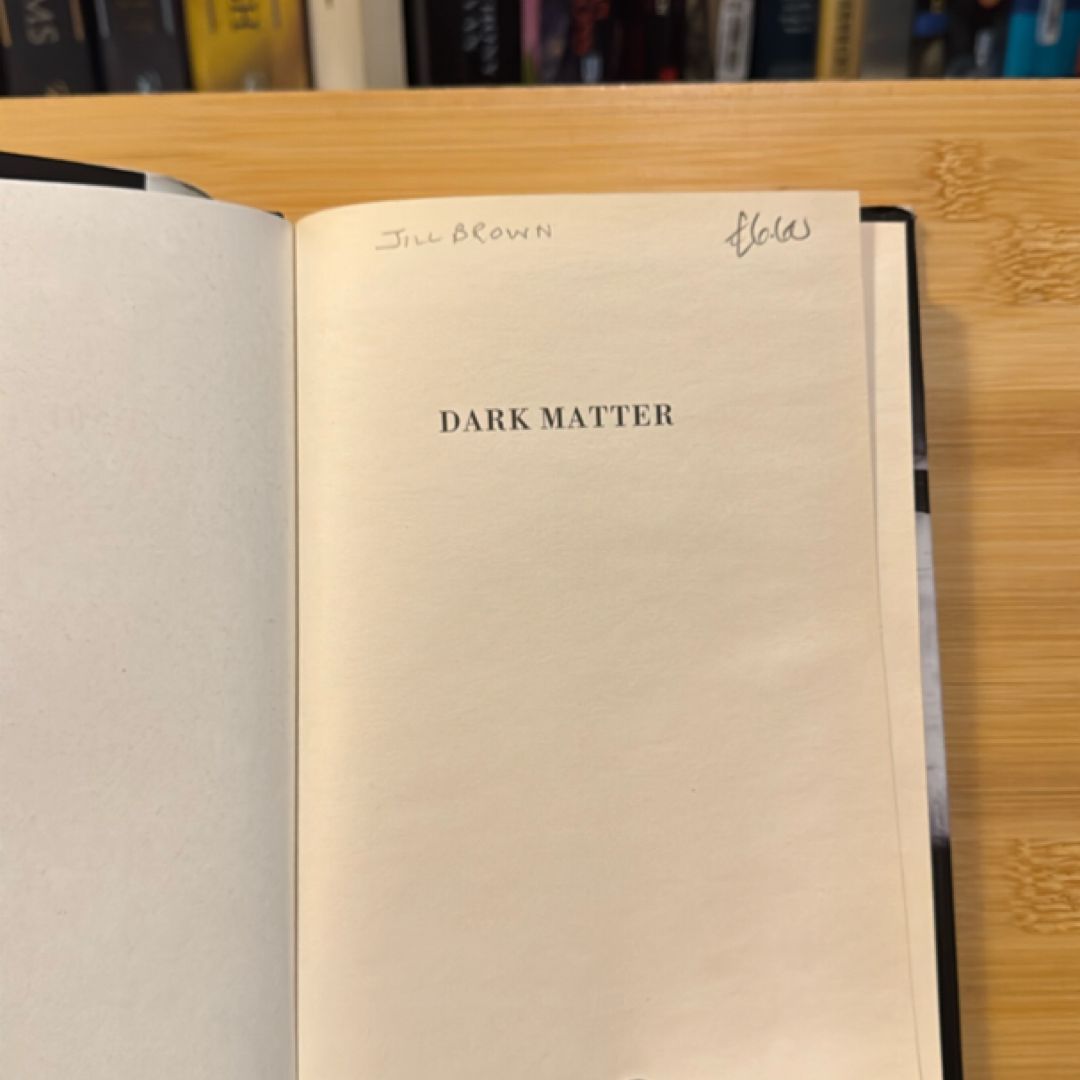 JILL BROWN
£6.60
DARK MATTER